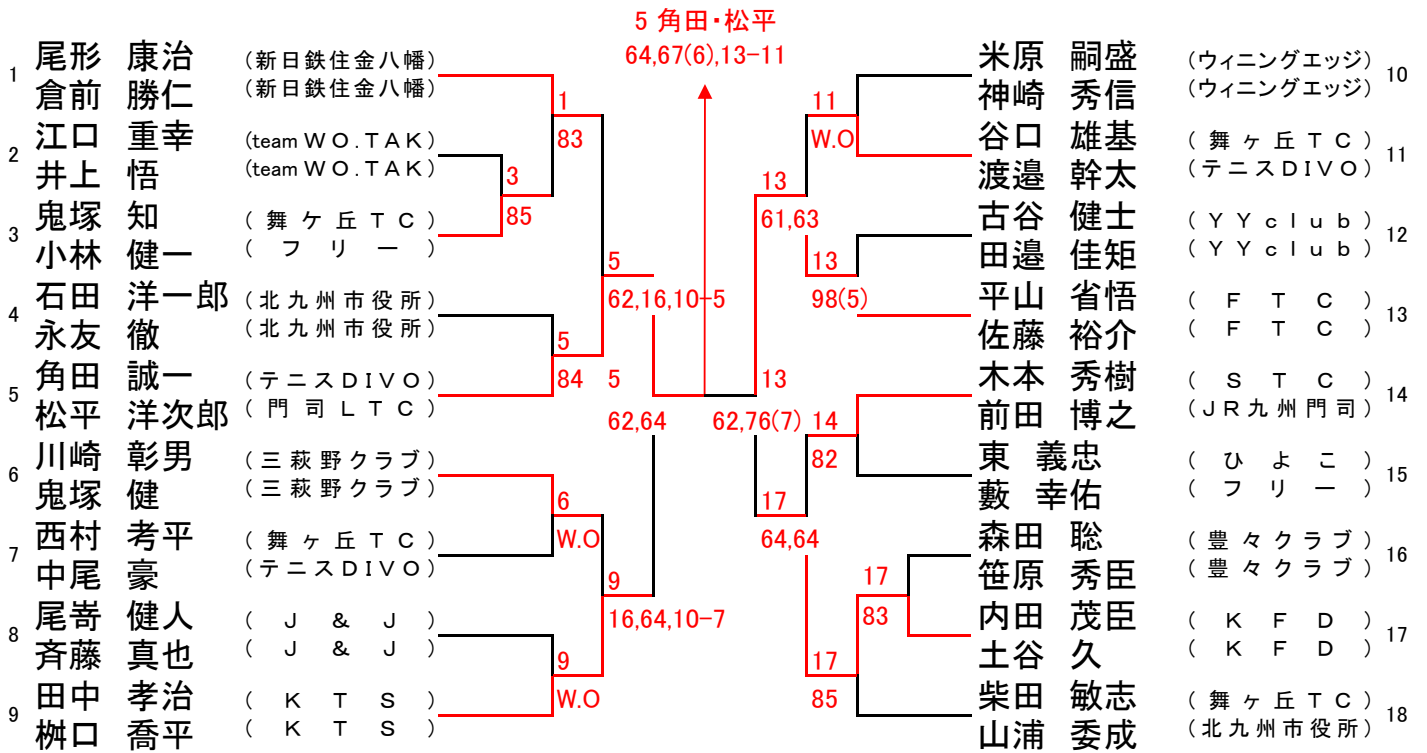 5 角田・松平
64,67(6),13-11
1
尾形 康治 (新日鉄住金八幡)
倉前 勝仁 (新日鉄住金八幡)
2
江口 重幸 (team WO.TAK)
井上 悟 (team WO.TAK)
3
鬼塚 知 (舞ケ丘TC)
小林 健一 (フリー)
4
石田 洋一郎 (北九州市役所)
永友 徹 (北九州市役所)
5
角田 誠一 (テニスDIVO)
松平 洋次郎 (門司LTC)
6
川崎 彰男 (三萩野クラブ)
鬼塚 健 (三萩野クラブ)
7
西村 考平 (舞ヶ丘TC)
中尾 豪 (テニスDIVO)
8
尾嵜 健人 (J&J)
斉藤 真也 (J&J)
9
田中 孝治 (KTS)
桝口 喬平 (KTS)
1
83
3
85
5
62,16,10-5
5
84
5
62,64
6
W.O
9
16,64,10-7
9
W.O
11
W.O
13
61,63
13
98(5)
13
62,76(7)
14
82
17
64,64
17
83
17
85
米原 嗣盛 (ウィニングエッジ)
神崎 秀信 (ウィニングエッジ)
10
谷口 雄基 (舞ヶ丘TC)
渡邉 幹太 (テニスDIVO)
11
古谷 健士 (YYclub)
田邉 佳矩 (YYclub)
12
平山 省悟 (FTC)
佐藤 裕介 (FTC)
13
木本 秀樹 (STC)
前田 博之 (JR九州門司)
14
東 義忠 (ひよこ)
藪 幸佑 (フリー)
15
森田 聡 (豊々クラブ)
笹原 秀臣 (豊々クラブ)
16
内田 茂臣 (KFD)
土谷 久 (KFD)
17
柴田 敏志 (舞ヶ丘TC)
山浦 委成 (北九州市役所)
18